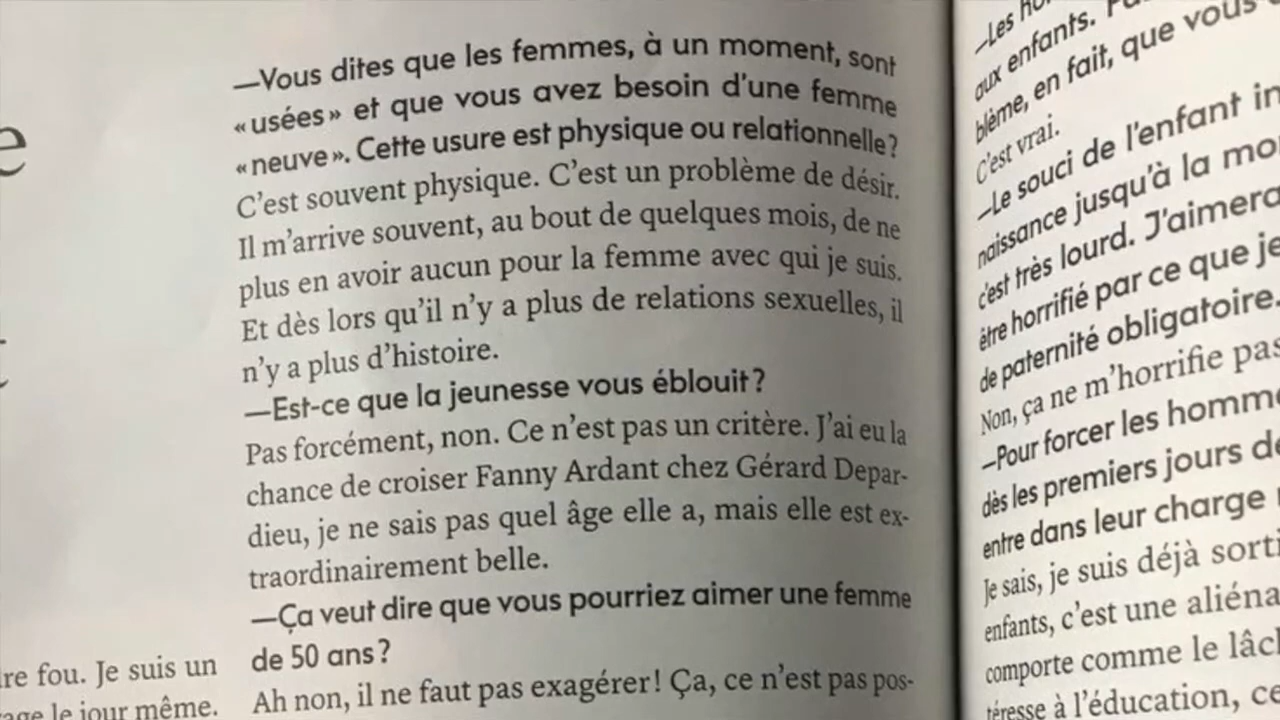 e
t
re fou. Je suis un
age le jour même.
—Vous dites que les femmes, à un moment, sont
«usées» et que vous avez besoin d’une femme
«neuve». Cette usure est physique ou relationnelle?
C’est souvent physique. C’est un problème de désir.
Il m’arrive souvent, au bout de quelques mois, de ne
plus en avoir aucun pour la femme avec qui je suis.
Et dès lors qu’il n’y a plus de relations sexuelles, il
n’y a plus d’histoire.
—Est-ce que la jeunesse vous éblouit?
Pas forcément, non. Ce n’est pas un critère. J’ai eu la
chance de croiser Fanny Ardant chez Gérard Depar-
dieu, je ne sais pas quel âge elle a, mais elle est ex-
traordinairement belle.
—Ça veut dire que vous pourriez aimer une femme
de 50 ans?
Ah non, il ne faut pas exagérer! Ça, ce n’est pas pos-
—Les
aux enfants.
blème, en fait, que vous
C’est vrai.
—Le souci de l’enfant in
naissance jusqu’à la mo
c’est très lourd. J’aimera
être horrifié par ce que je
de paternité obligatoire.
Non, ça ne m’horrifie pas
—Pour forcer les homme
dès les premiers jours de
entre dans leur charge
Je sais, je suis déjà sorti
enfants, c’est une aliéna
comporte comme le lâch
téresse à l’éducation, ce